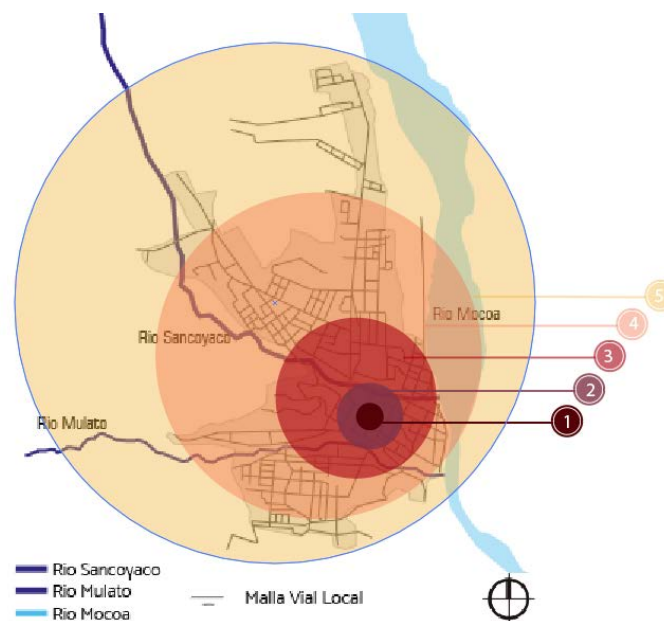 5
Rio Mocoa
4
Rio Sancoyaco
3
2
Rio Mulato
1
Rio Sancoyaco
Rio Mulato
Rio Mocoa
Malla Vial Local